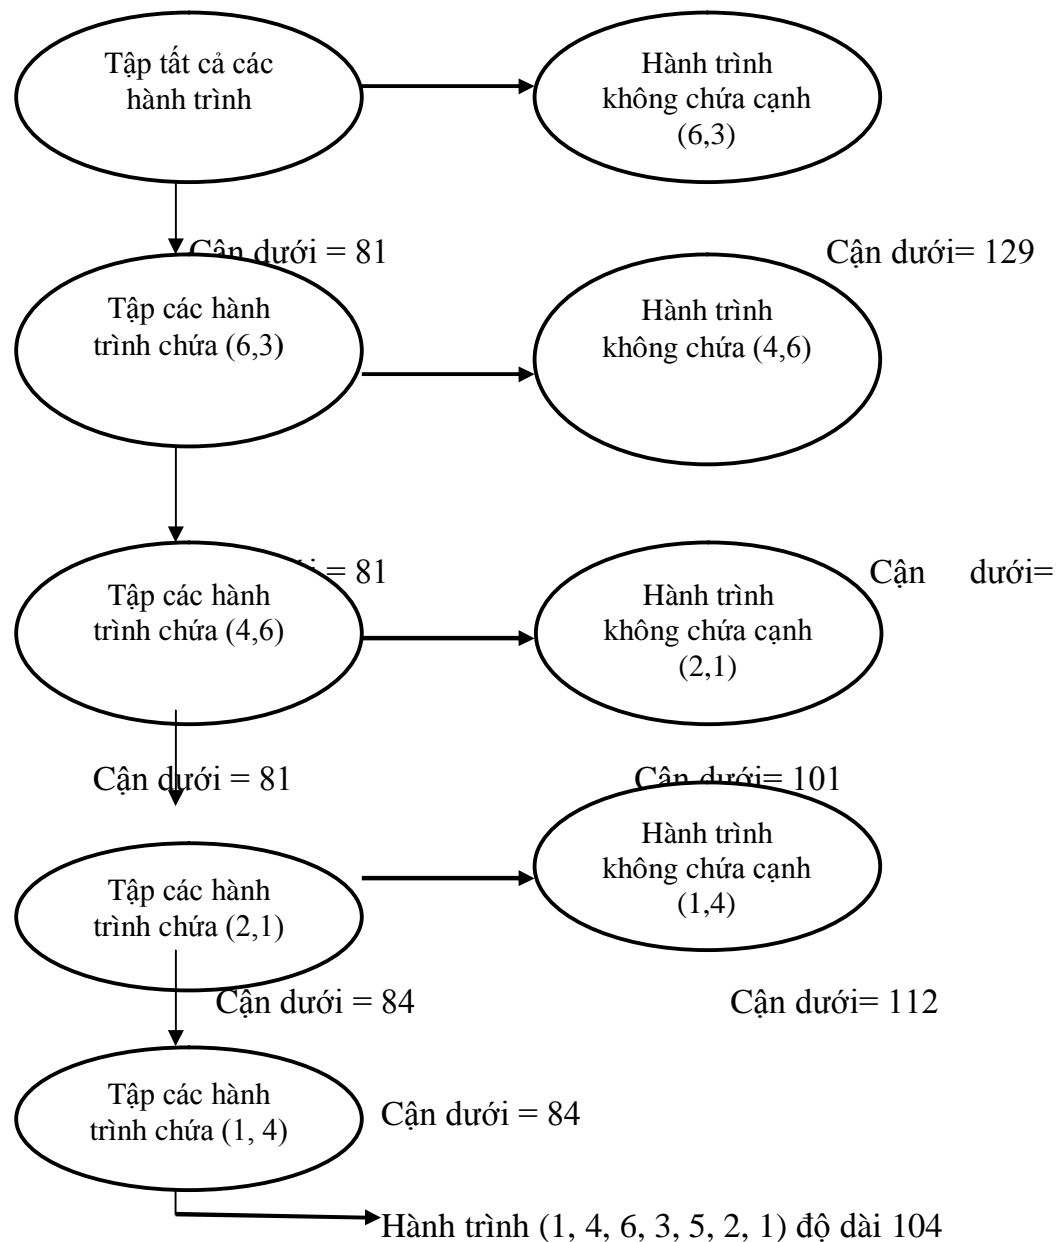 Tập tất cả các
hành trình
Hành trình
không chứa cạnh
(6,3)
Cận dưới = 81
Cận dưới= 129
Tập các hành
trình chứa (6,3)
Hành trình
không chứa (4,6)
= 81
Cận dưới=
Tập các hành
trình chứa (4,6)
Hành trình
không chứa cạnh
(2,1)
Cận dưới = 81
Cận dưới= 101
Tập các hành
trình chứa (2,1)
Hành trình
không chứa cạnh
(1,4)
Cận dưới = 84
Cận dưới= 112
Tập các hành
trình chứa (1, 4)
Cận dưới = 84
Hành trình (1, 4, 6, 3, 5, 2, 1) độ dài 104